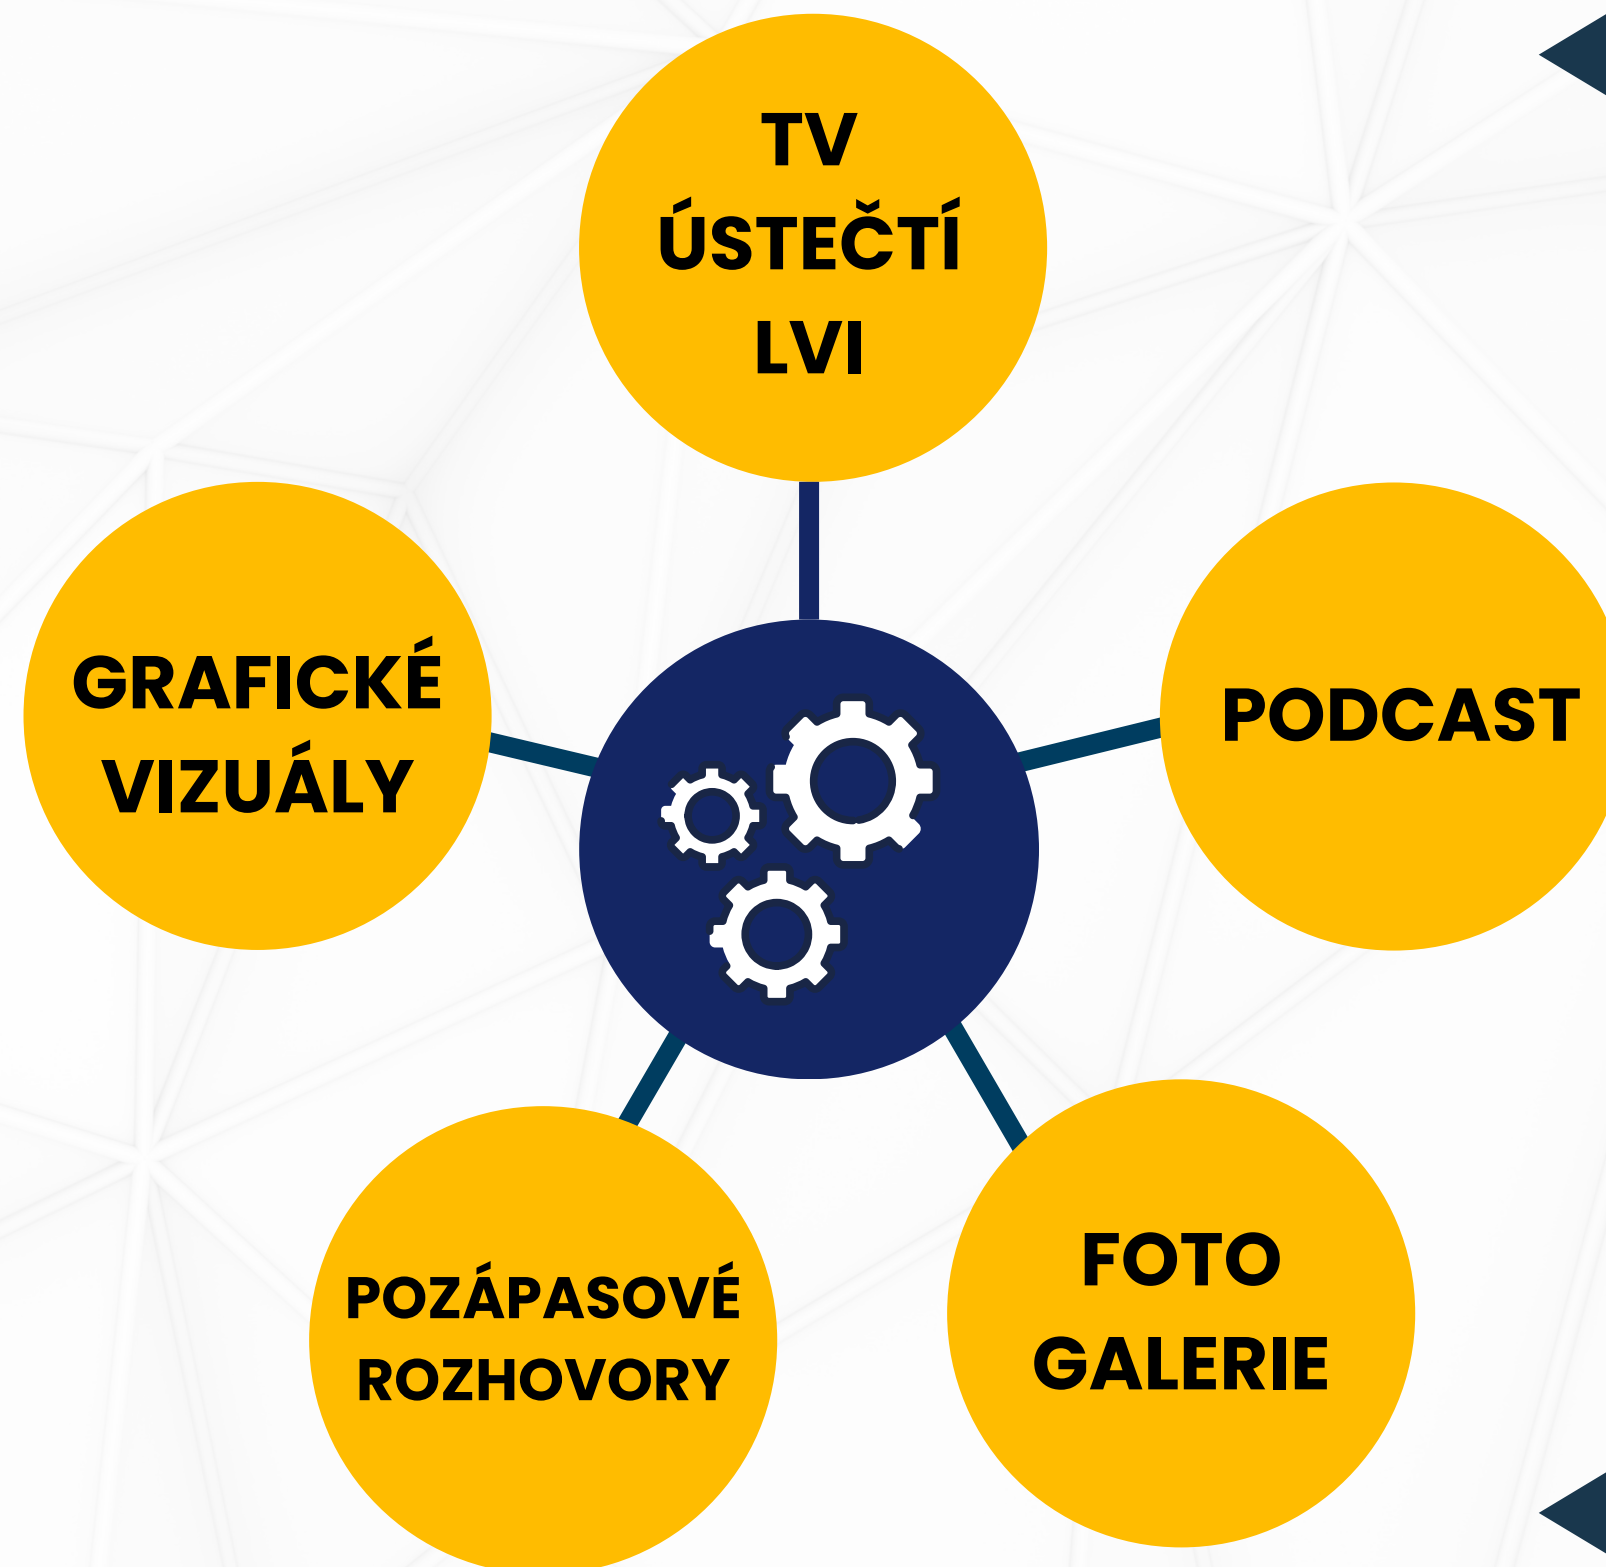 TV
ÚSTEČTÍ
LVI
GRAFICKÉ
VIZUÁLY
PODCAST
POZÁPASOVÉ
ROZHOVORY
FOTO
GALERIE